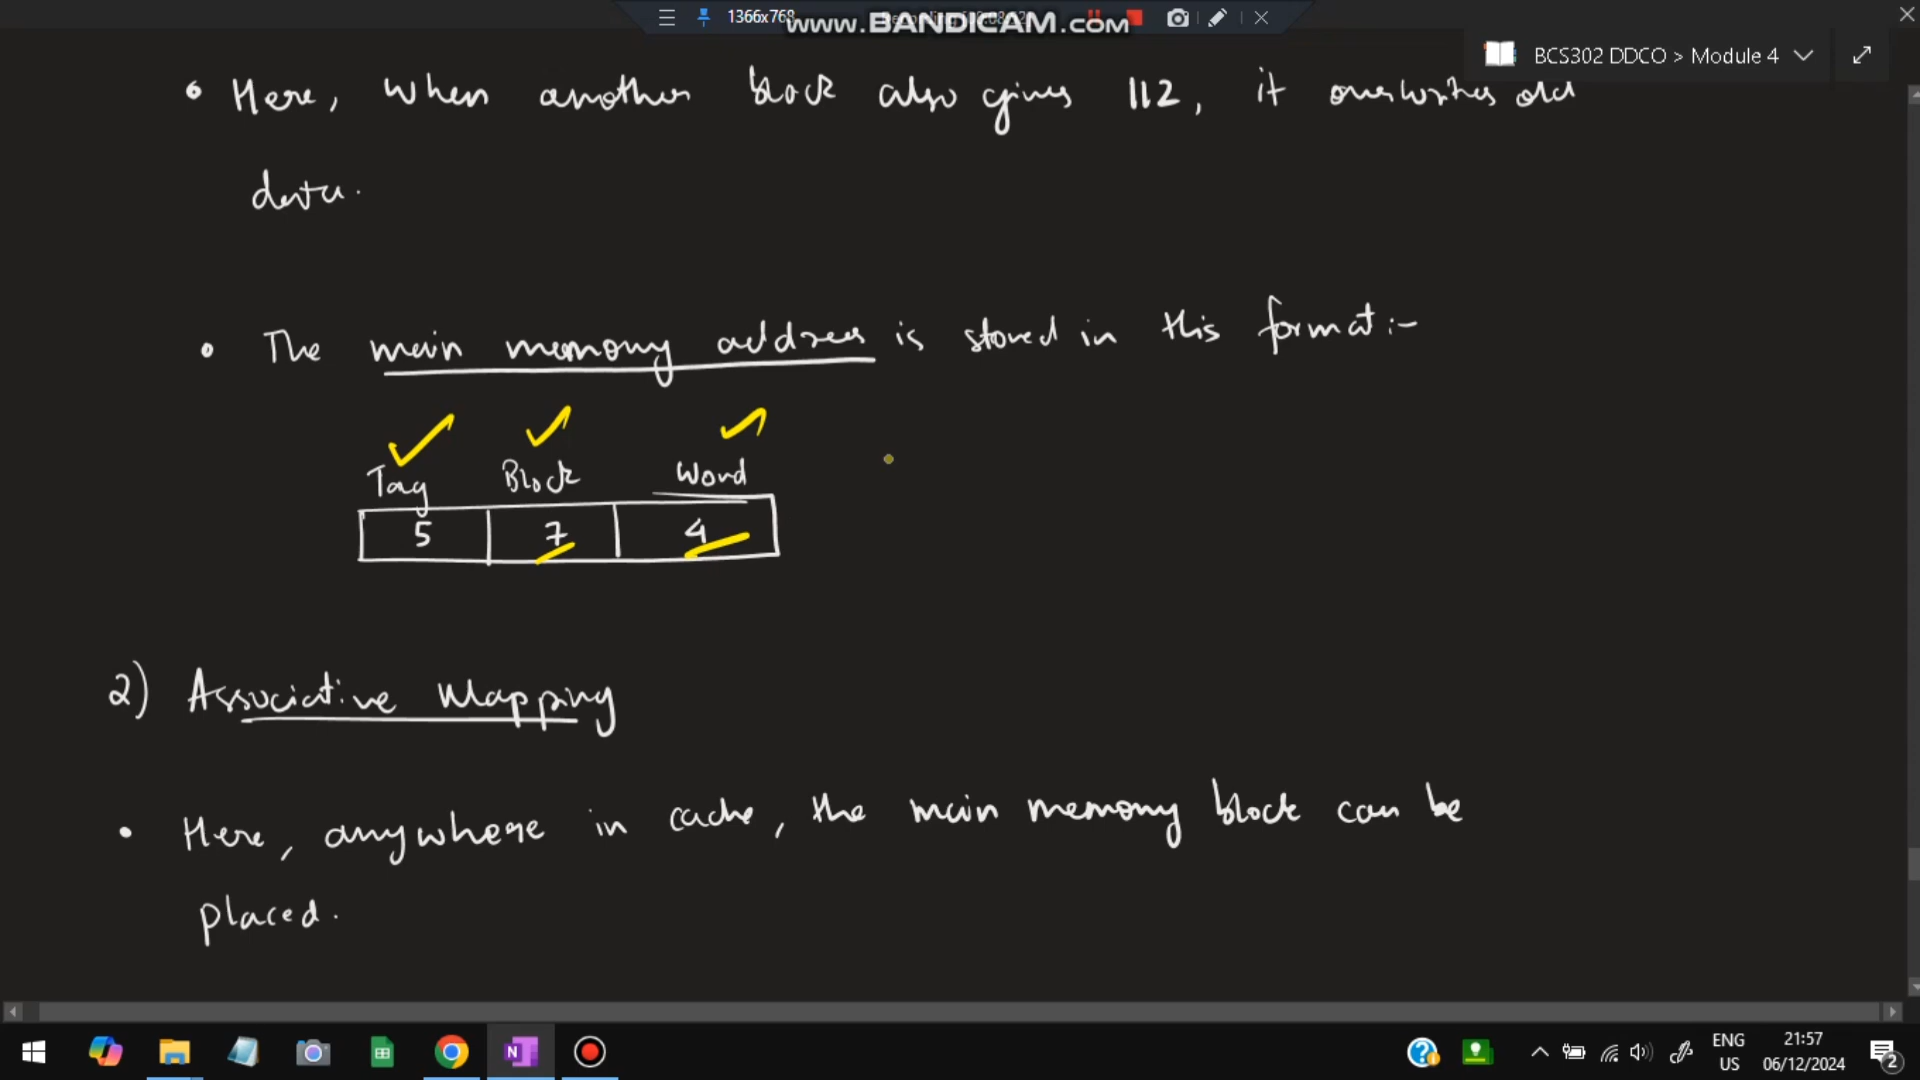 1366x768
www.BANDICAM.com
BCS302 DDCO > Module 4
• Here, when another block also gives 112, it overwrites old
data.
• The main memory address is stored in this format:-
Tag Block Word
5 7 4
2) Associative Mapping
• Here, anywhere in cache, the main memory block can be
placed.
ENG
US
21:57
06/12/2024
2